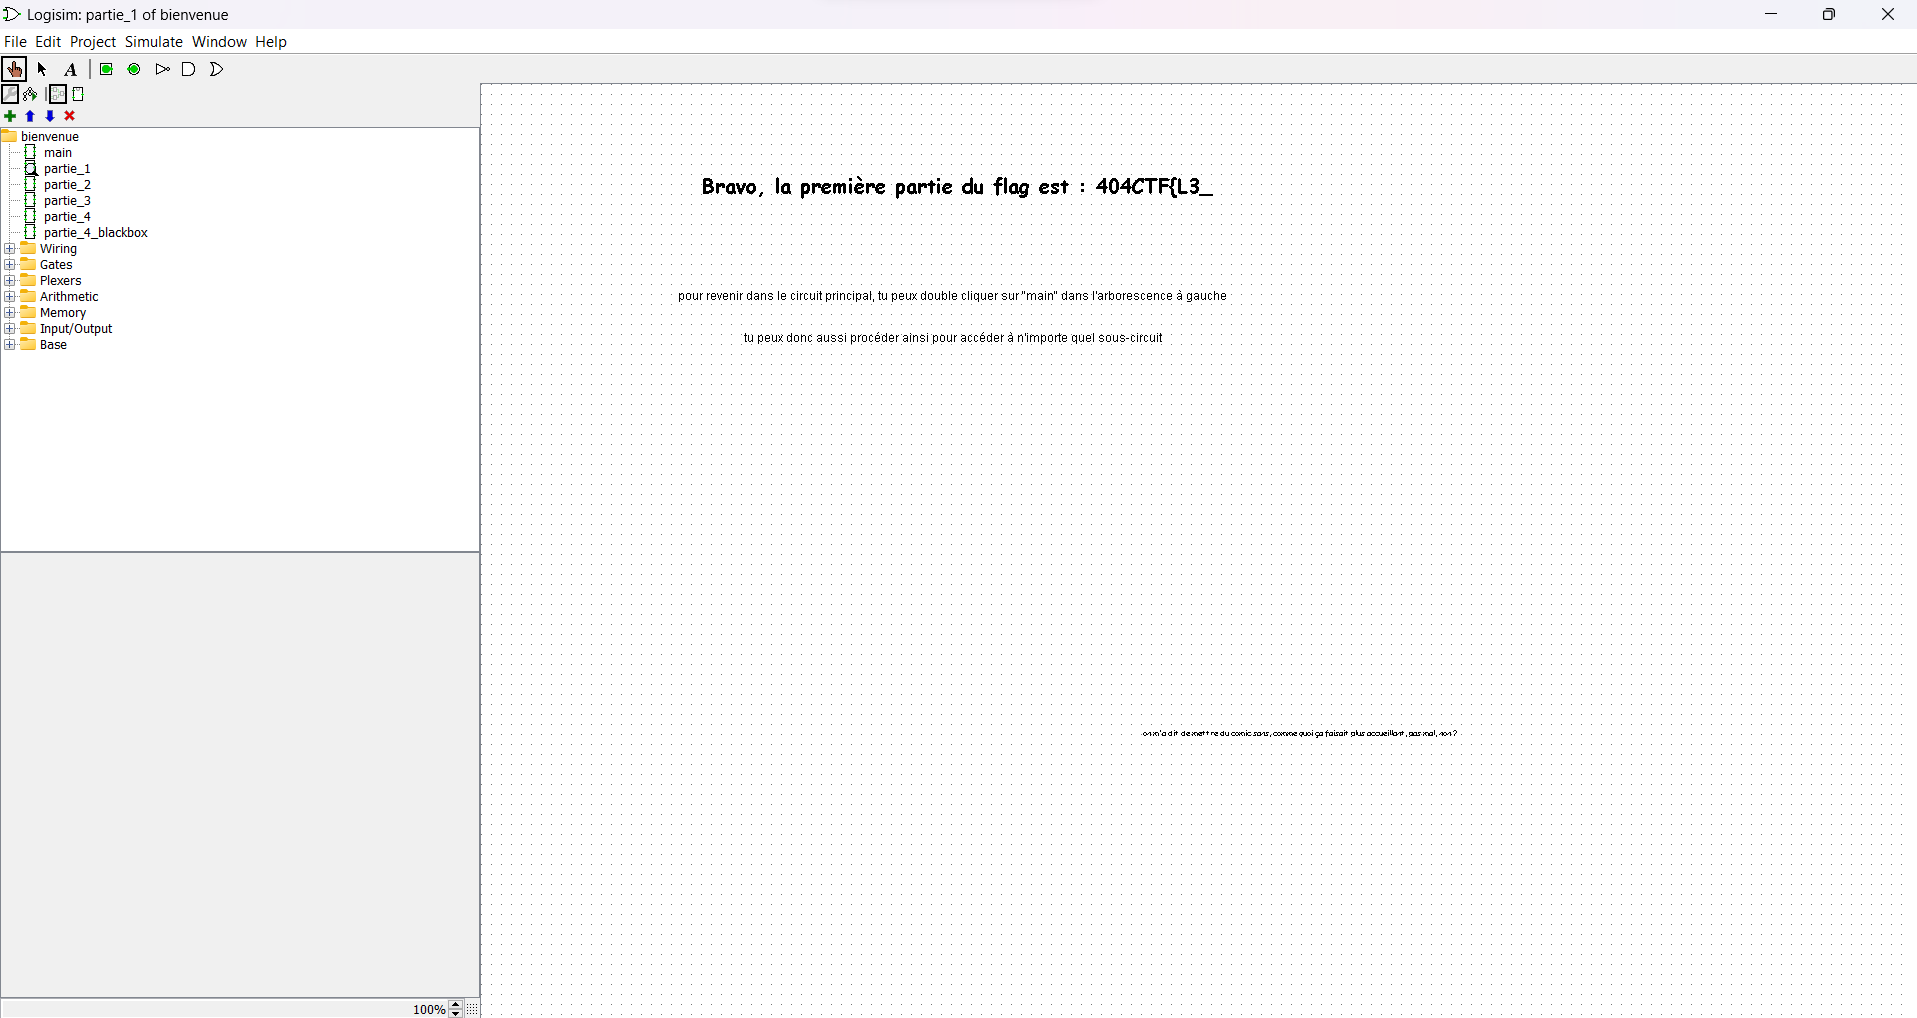 Logisim: partie_1 of bienvenue
File Edit Project Simulate Window Help
A
bienvenue
main
partie_1
partie_2
partie_3
partie_4
partie_4_blackbox
Wiring
Gates
Plexers
Arithmetic
Memory
Input/Output
Base
Bravo, la première partie du flag est : 404CTF{L3_
pour revenir dans le circuit principal, tu peux double cliquer sur "main" dans l'arborescence à gauche
tu peux donc aussi procéder ainsi pour accéder à n'importe quel sous-circuit
on m'a dit de mettre du comic sans, comme quoi ça faisait plus accueillant, pas mal, non ?
100%